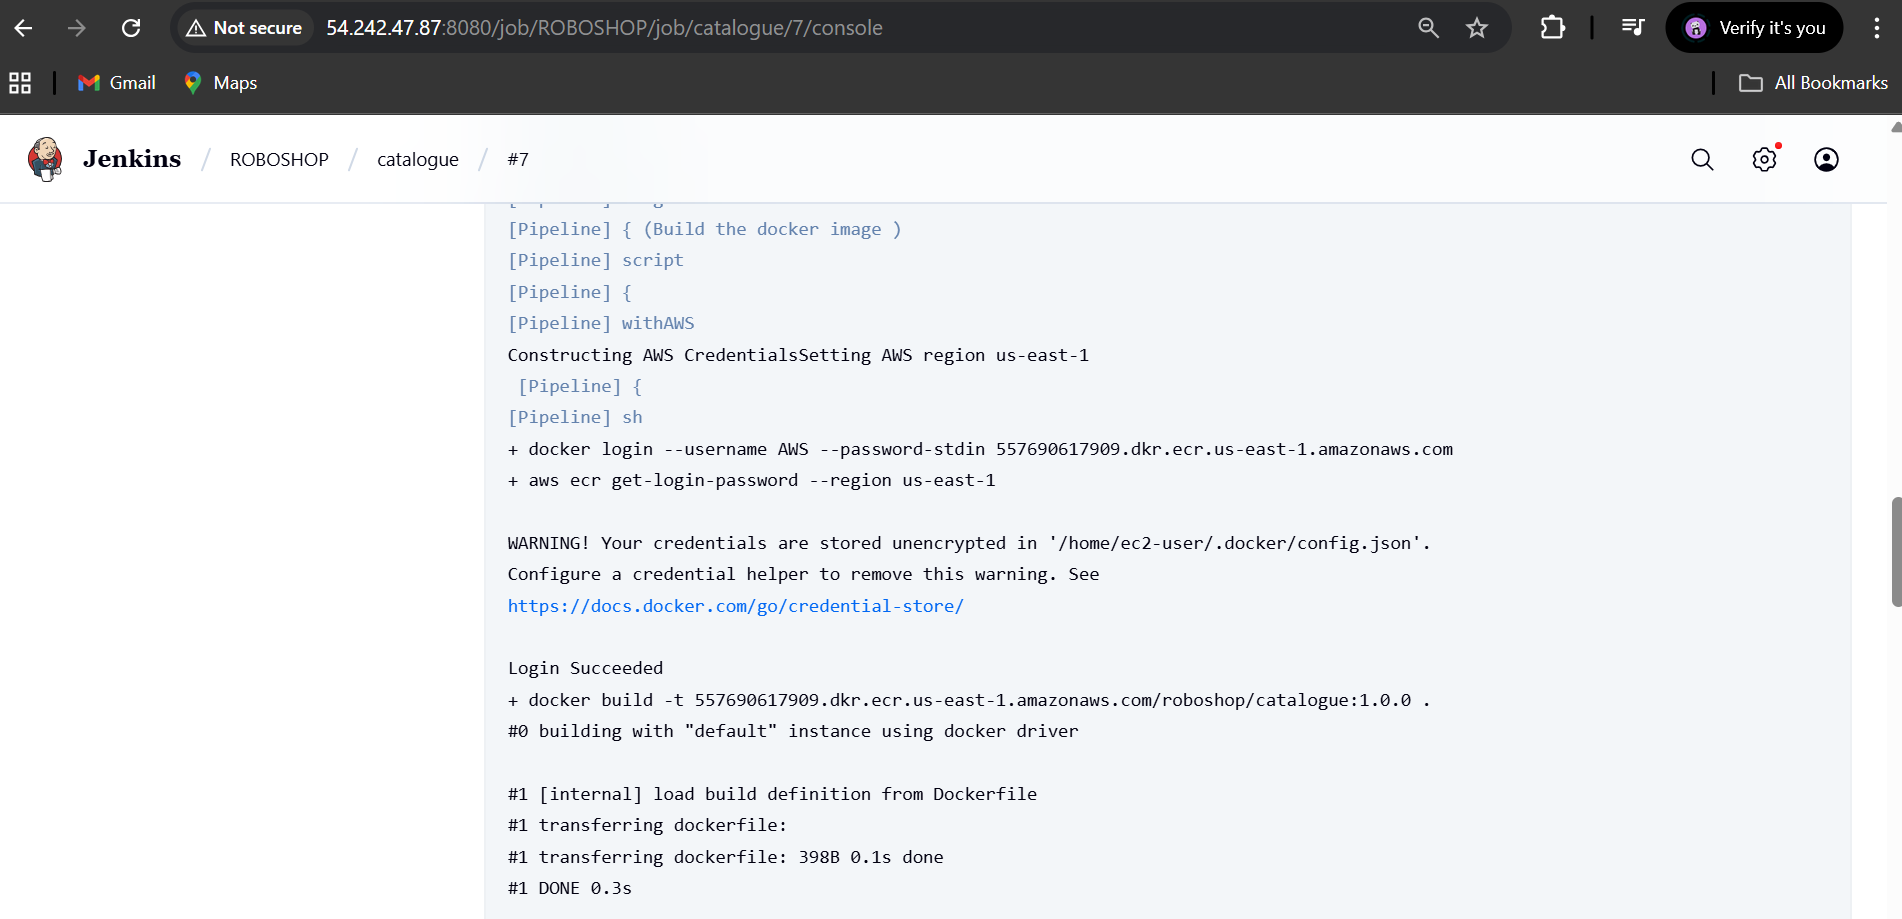 Not secure 54.242.47.87:8080/job/ROBOSHOP/job/catalogue/7/console Verify it's you
Gmail Maps All Bookmarks
Jenkins / ROBOSHOP / catalogue / #7
[Pipeline] { (Build the docker image )
[Pipeline] script
[Pipeline] {
[Pipeline] withAWS
Constructing AWS CredentialsSetting AWS region us-east-1
[Pipeline] {
[Pipeline] sh
+ docker login --username AWS --password-stdin 557690617909.dkr.ecr.us-east-1.amazonaws.com
+ aws ecr get-login-password --region us-east-1
WARNING! Your credentials are stored unencrypted in '/home/ec2-user/.docker/config.json'.
Configure a credential helper to remove this warning. See
https://docs.docker.com/go/credential-store/
Login Succeeded
+ docker build -t 557690617909.dkr.ecr.us-east-1.amazonaws.com/roboshop/catalogue:1.0.0 .
#0 building with "default" instance using docker driver
#1 [internal] load build definition from Dockerfile
#1 transferring dockerfile:
#1 transferring dockerfile: 398B 0.1s done
#1 DONE 0.3s